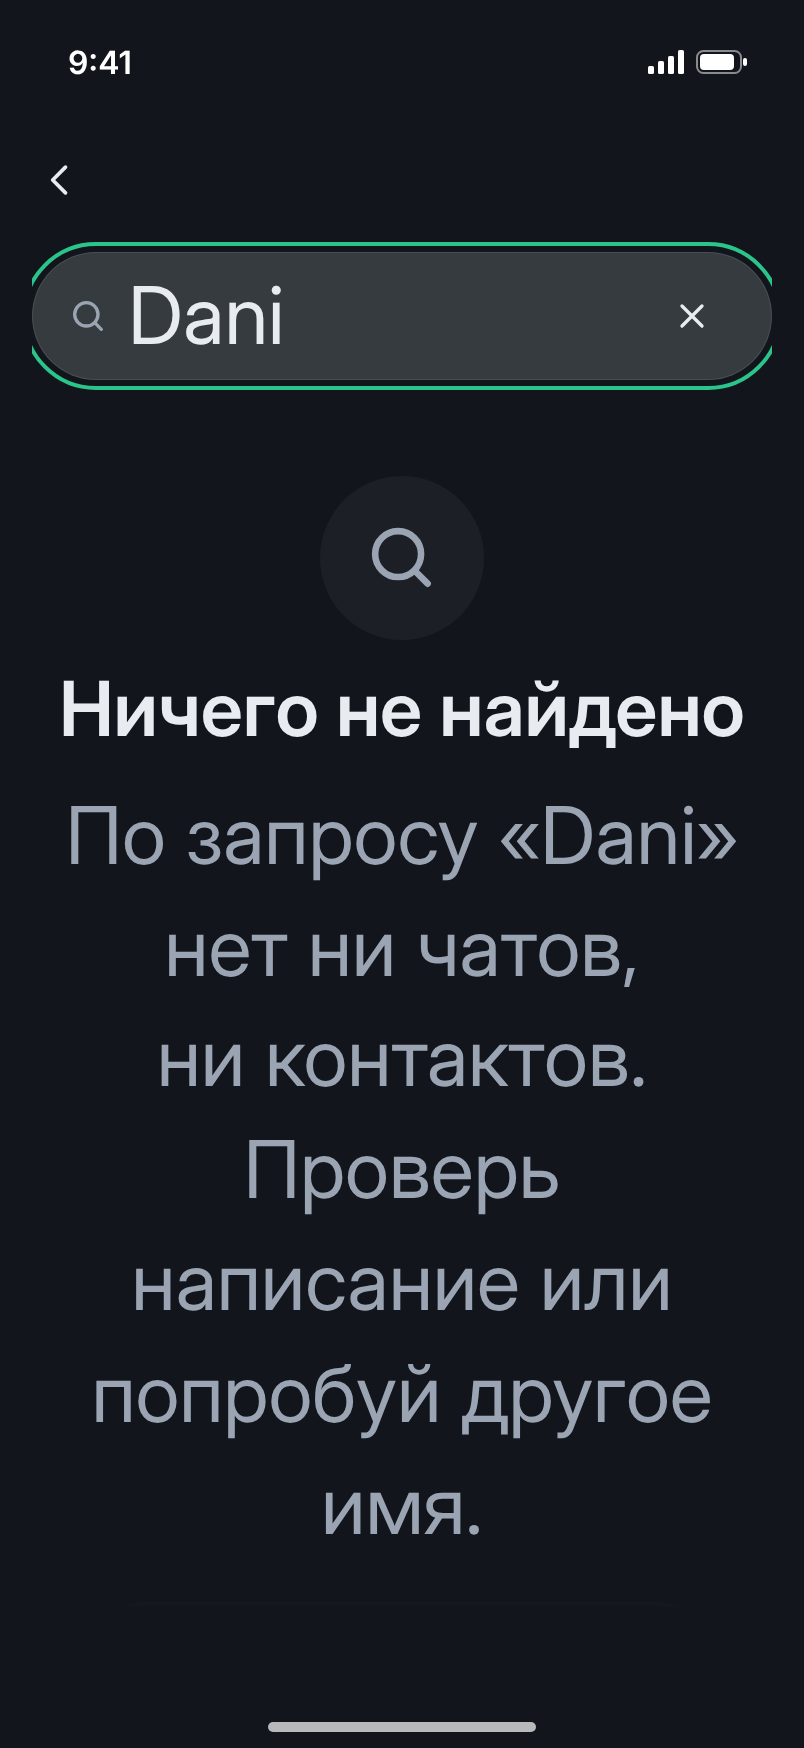 9:41
Dani
Ничего не найдено
По запросу «Dani»
нет ни чатов,
ни контактов.
Проверь
написание или
попробуй другое
имя.